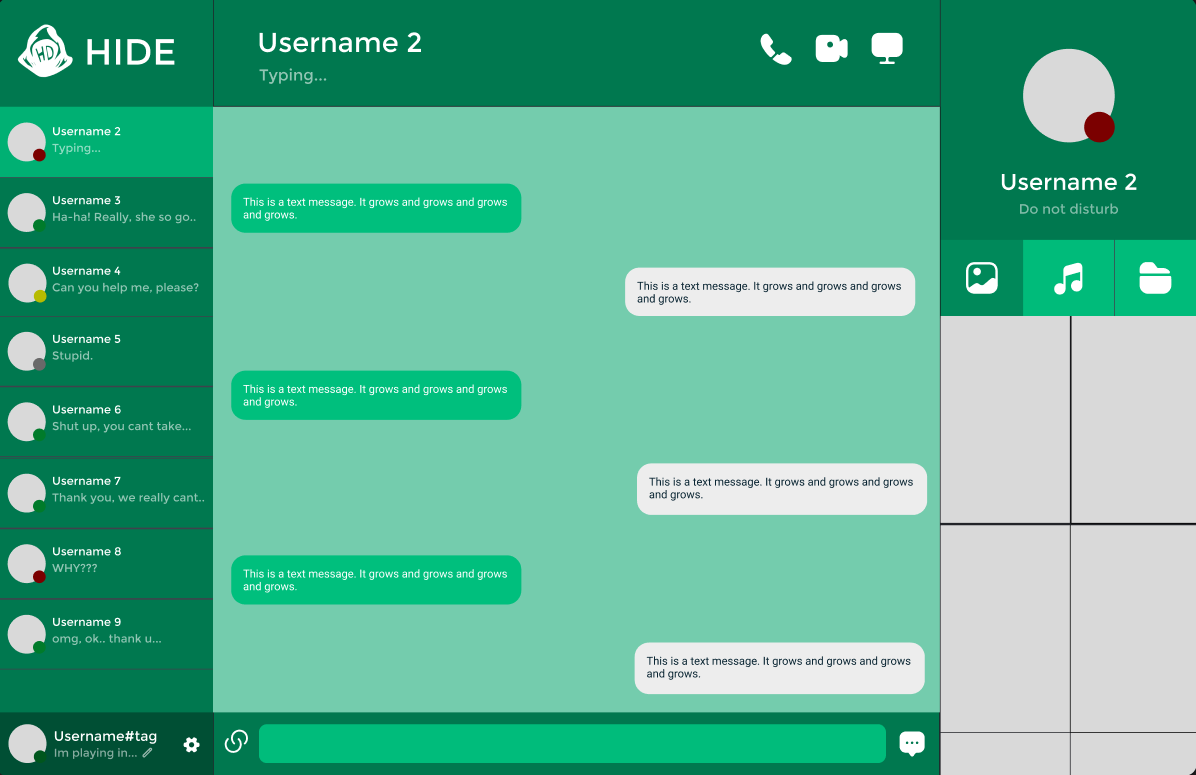 HD
HIDE
Username 2
Typing...
Username 2
Typing...
Username 3
Ha-ha! Really, she so go..
Username 4
Can you help me, please?
Username 5
Stupid.
Username 6
Shut up, you cant take...
Username 7
Thank you, we really cant..
Username 8
WHY???
Username 9
omg, ok.. thank u...
Username#tag
Im playing in...
This is a text message. It grows and grows and grows
and grows.
This is a text message. It grows and grows and grows
and grows.
This is a text message. It grows and grows and grows
and grows.
This is a text message. It grows and grows and grows
and grows.
This is a text message. It grows and grows and grows
and grows.
This is a text message. It grows and grows and grows
and grows.
Username 2
Do not disturb